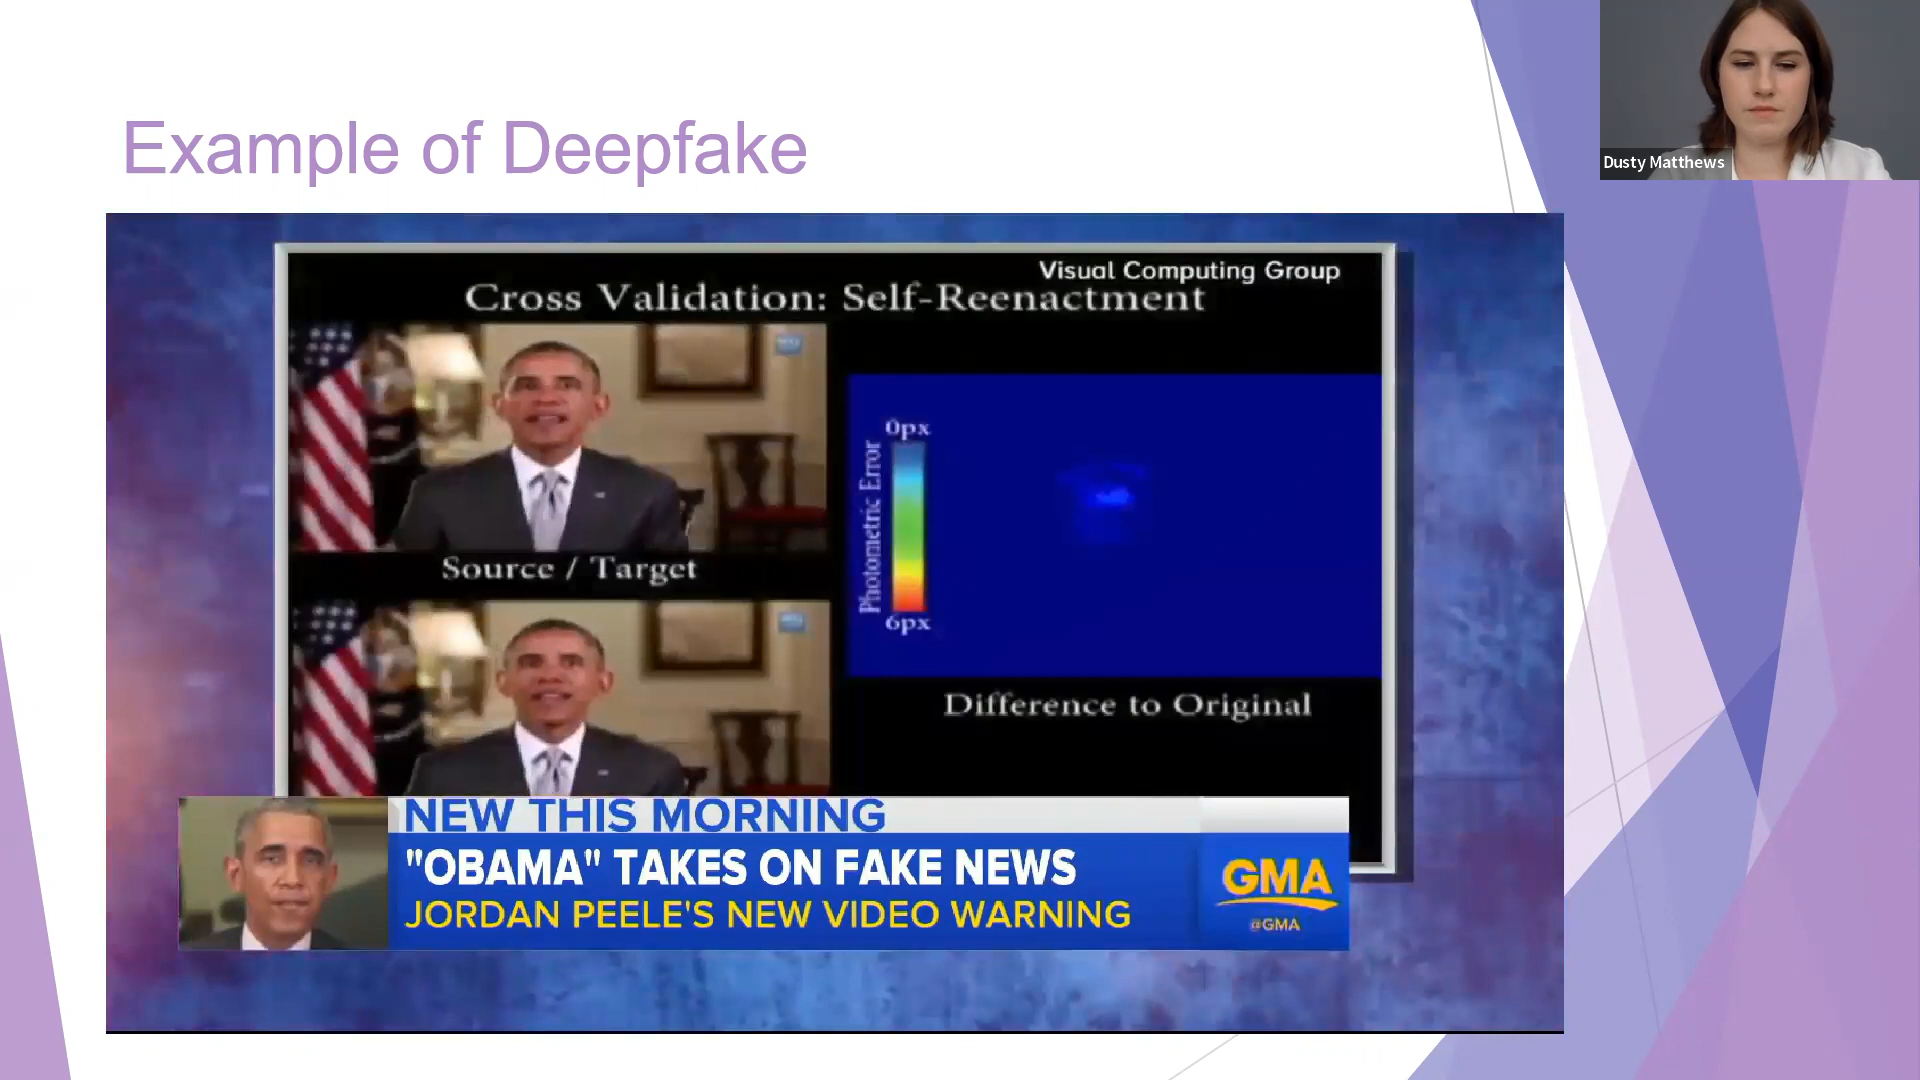 Example of Deepfake
Dusty Matthews
Visual Computing Group
Cross Validation: Self-Reenactment
Source / Target
0px
Photometric Error
6px
Difference to Original
NEW THIS MORNING
"OBAMA" TAKES ON FAKE NEWS
JORDAN PEELE'S NEW VIDEO WARNING
GMA
@GMA